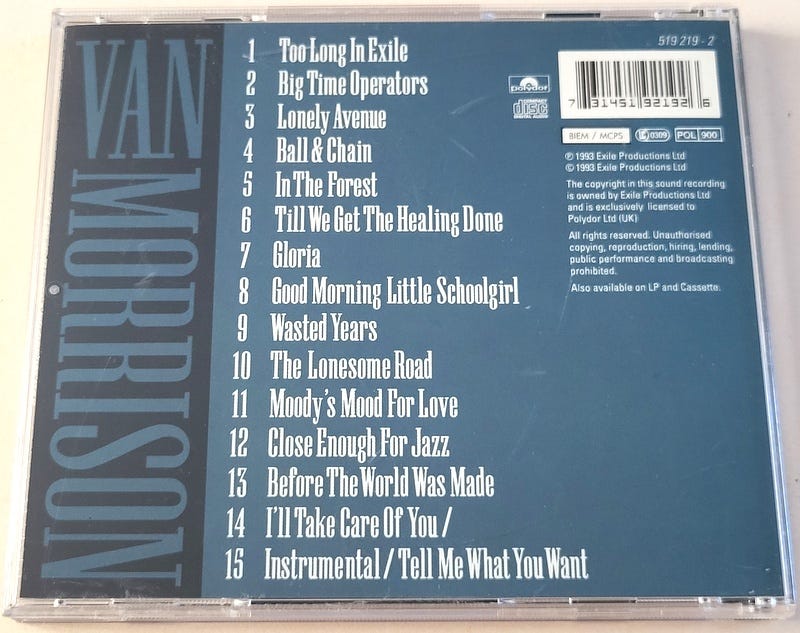 VAN MORRISON
1 Too Long In Exile
2 Big Time Operators
3 Lonely Avenue
4 Ball & Chain
5 In The Forest
6 Till We Get The Healing Done
7 Gloria
8 Good Morning Little Schoolgirl
9 Wasted Years
10 The Lonesome Road
11 Moody's Mood For Love
12 Close Enough For Jazz
13 Before The World Was Made
14 I'll Take Care Of You /
15 Instrumental / Tell Me What You Want
Polydor
COMPACT
disc
DIGITAL AUDIO
519 219 - 2
7 31451 92192 6
BIEM / MCPS
LC 0309
POL 900
℗ 1993 Exile Productions Ltd
© 1993 Exile Productions Ltd
The copyright in this sound recording
is owned by Exile Productions Ltd
and is exclusively licensed to
Polydor Ltd (UK)
All rights reserved. Unauthorised
copying, reproduction, hiring, lending,
public performance and broadcasting
prohibited.
Also available on LP and Cassette.